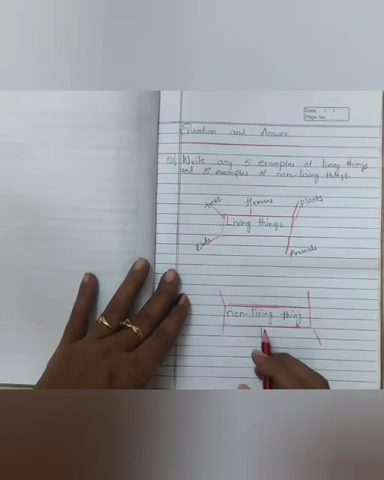 Date: / /
Page No.
Question and Answer
Q1. Write any 5 examples of living things
and 5 examples of non-living things.
Humans
Plants
Living things
Birds
Animals
non-living thing